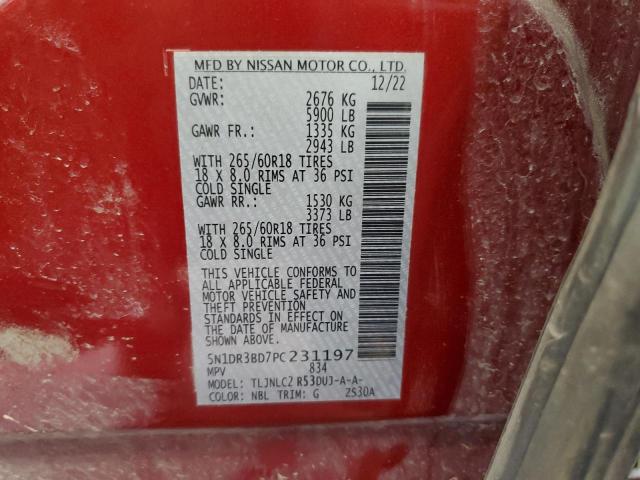 MFD BY NISSAN MOTOR CO., LTD.
DATE: 12/22
GVWR: 2676 KG
5900 LB
GAWR FR.: 1335 KG
2943 LB
WITH 265/60R18 TIRES
18 X 8.0 RIMS AT 36 PSI
COLD SINGLE
GAWR RR.: 1530 KG
3373 LB
WITH 265/60R18 TIRES
18 X 8.0 RIMS AT 36 PSI
COLD SINGLE
THIS VEHICLE CONFORMS TO
ALL APPLICABLE FEDERAL
MOTOR VEHICLE SAFETY AND
THEFT PREVENTION
STANDARDS IN EFFECT ON
THE DATE OF MANUFACTURE
SHOWN ABOVE.
5N1DR3BD7PC231197
MPV 834
MODEL: TLJNLC2 R53DUJ-A-A-
COLOR: NBL TRIM: G ZS30A